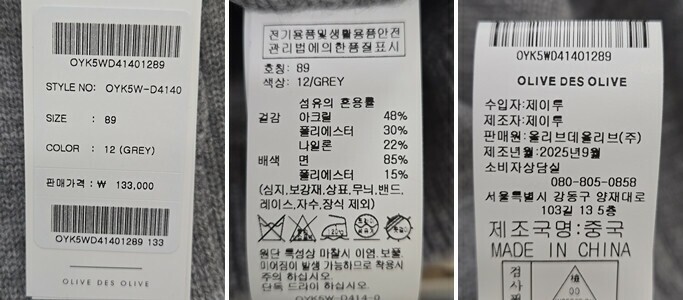 OYK5WD41401289
STYLE NO: OYK5W-D4140
SIZE : 89
COLOR : 12 (GREY)
판매가격 : ₩ 133,000
OYK5WD41401289 133
OLIVE DES OLIVE
전기용품및생활용품안전
관리법에의한품질표시
호칭: 89
색상: 12/GREY
섬유의 혼용률
겉감 아크릴 48%
폴리에스터 30%
나일론 22%
배색 면 85%
폴리에스터 15%
(심지,보강재,상표,무늬,밴드,
레이스,자수,장식 제외)
원단 특성상 마찰시 이염,보풀,
미어짐이 발생 가능하므로 착용시
주의 하십시오.
단독 드라이 하십시오.
OYK5W-D414-0
OYK5WD41401289
OLIVE DES OLIVE
수입자:제이투
제조자:제이투
판매원:올리브데올리브(주)
제조년월:2025년9월
소비자상담실
080-805-0858
서울특별시 강동구 양재대로
103길 13 5층
제조국명:중국
MADE IN CHINA
검
사
00